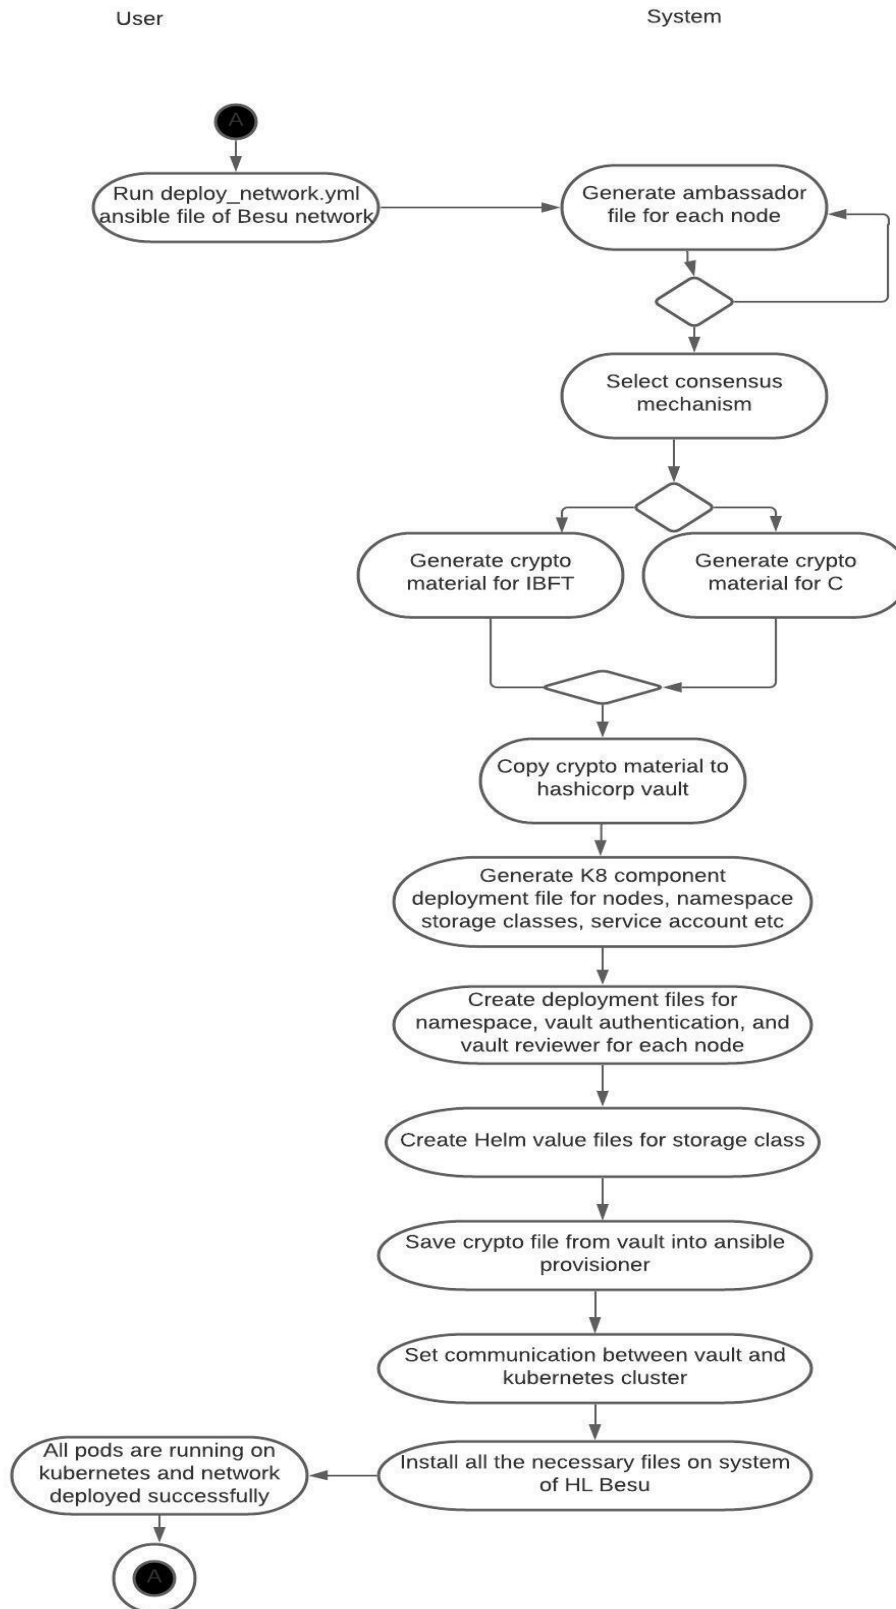 User
System
A
Run deploy_network.yml
ansible file of Besu network
Generate ambassador
file for each node
Select consensus
mechanism
Generate crypto
material for IBFT
Generate crypto
material for C
Copy crypto material to
hashicorp vault
Generate K8 component
deployment file for nodes, namespace
storage classes, service account etc
Create deployment files for
namespace, vault authentication, and
vault reviewer for each node
Create Helm value files for storage class
Save crypto file from vault into ansible
provisioner
Set communication between vault and
kubernetes cluster
Install all the necessary files on system
of HL Besu
All pods are running on
kubernetes and network
deployed successfully
A